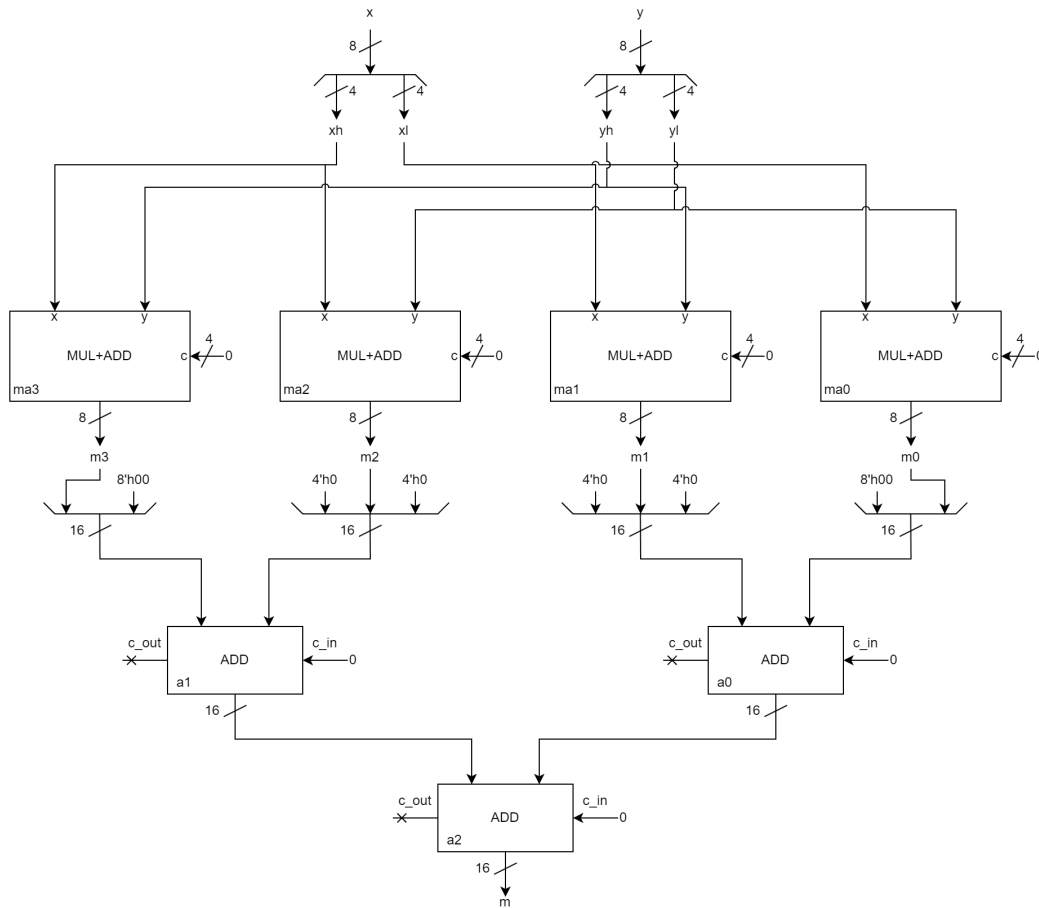 x y
8 8
4 4 4 4
xh xl yh yl
x y x y x y x y
4 4 4 4
MUL+ADD c 0 MUL+ADD c 0 MUL+ADD c 0 MUL+ADD c 0
ma3 ma2 ma1 ma0
8 8 8 8
m3 m2 m1 m0
8'h00 4'h0 4'h0 4'h0 4'h0 8'h00
16 16 16 16
c_out c_in c_out c_in
ADD 0 ADD 0
a1 a0
16 16
c_out c_in
ADD 0
a2
16
m